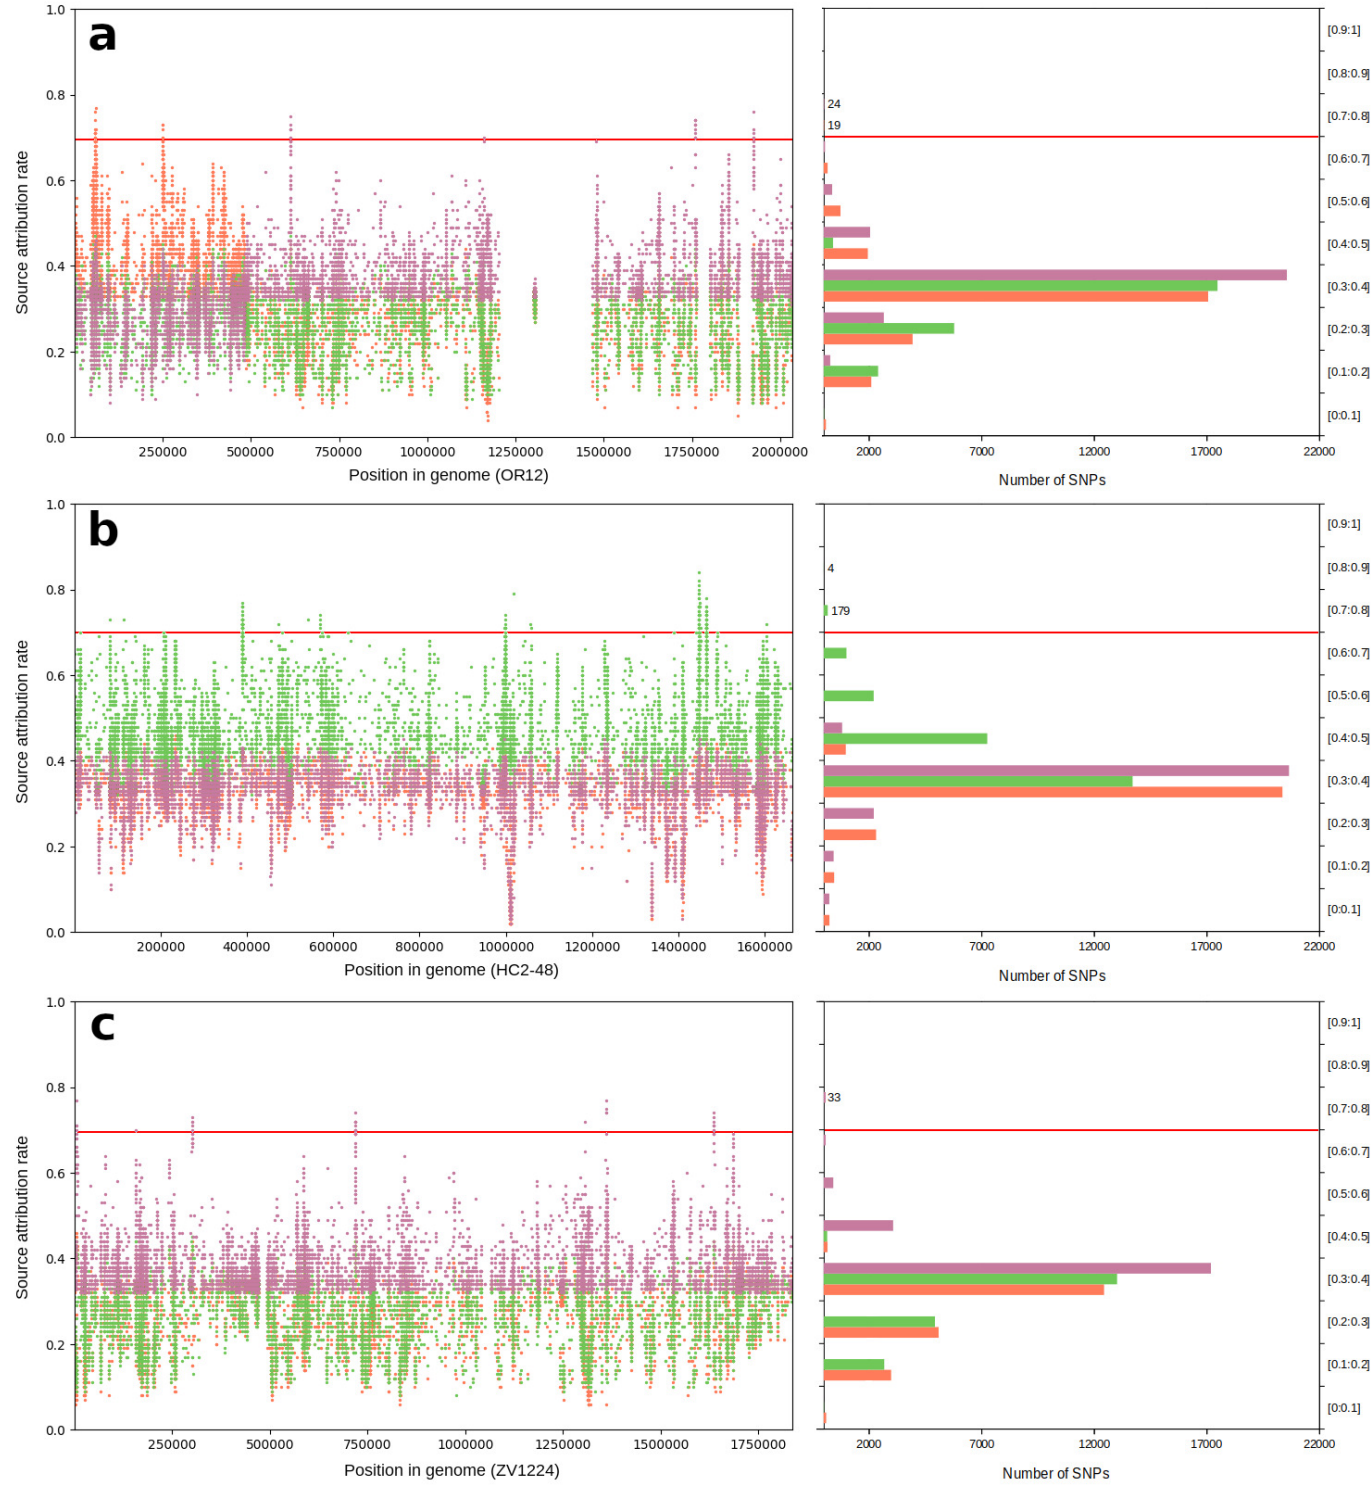 a
1.0
0.8
0.6
0.4
0.2
0.0
Source attribution rate
250000 500000 750000 1000000 1250000 1500000 1750000 2000000
Position in genome (OR12)
24
19
[0.9:1]
[0.8:0.9]
[0.7:0.8]
[0.6:0.7]
[0.5:0.6]
[0.4:0.5]
[0.3:0.4]
[0.2:0.3]
[0.1:0.2]
[0:0.1]
2000 7000 12000 17000 22000
Number of SNPs
b
1.0
0.8
0.6
0.4
0.2
0.0
Source attribution rate
200000 400000 600000 800000 1000000 1200000 1400000 1600000
Position in genome (HC2-48)
4
179
[0.9:1]
[0.8:0.9]
[0.7:0.8]
[0.6:0.7]
[0.5:0.6]
[0.4:0.5]
[0.3:0.4]
[0.2:0.3]
[0.1:0.2]
[0:0.1]
2000 7000 12000 17000 22000
Number of SNPs
c
1.0
0.8
0.6
0.4
0.2
0.0
Source attribution rate
250000 500000 750000 1000000 1250000 1500000 1750000
Position in genome (ZV1224)
33
[0.9:1]
[0.8:0.9]
[0.7:0.8]
[0.6:0.7]
[0.5:0.6]
[0.4:0.5]
[0.3:0.4]
[0.2:0.3]
[0.1:0.2]
[0:0.1]
2000 7000 12000 17000 22000
Number of SNPs